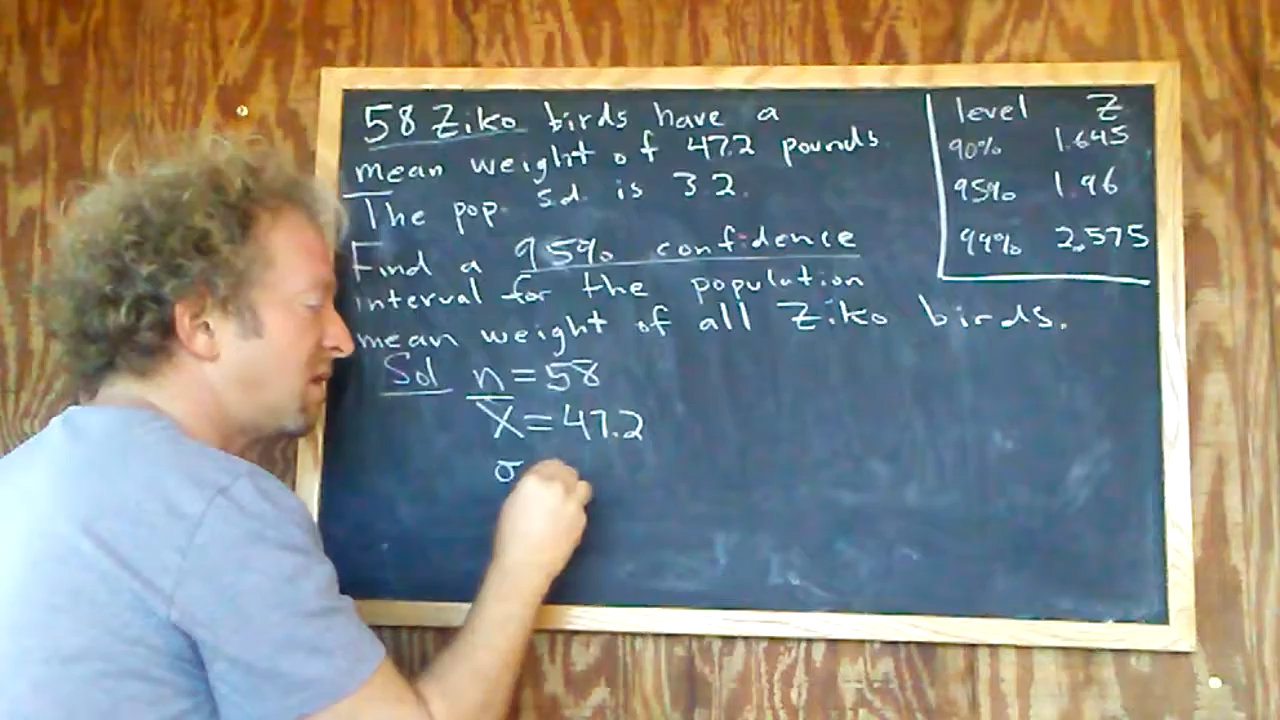 58 Ziko birds have a
mean weight of 47.2 pounds.
The pop. s.d. is 3.2.
Find a 95% confidence
interval for the population
mean weight of all Ziko birds.
Sol n=58
X̄=47.2
σ
level Z
90% 1.645
95% 1.96
99% 2.575